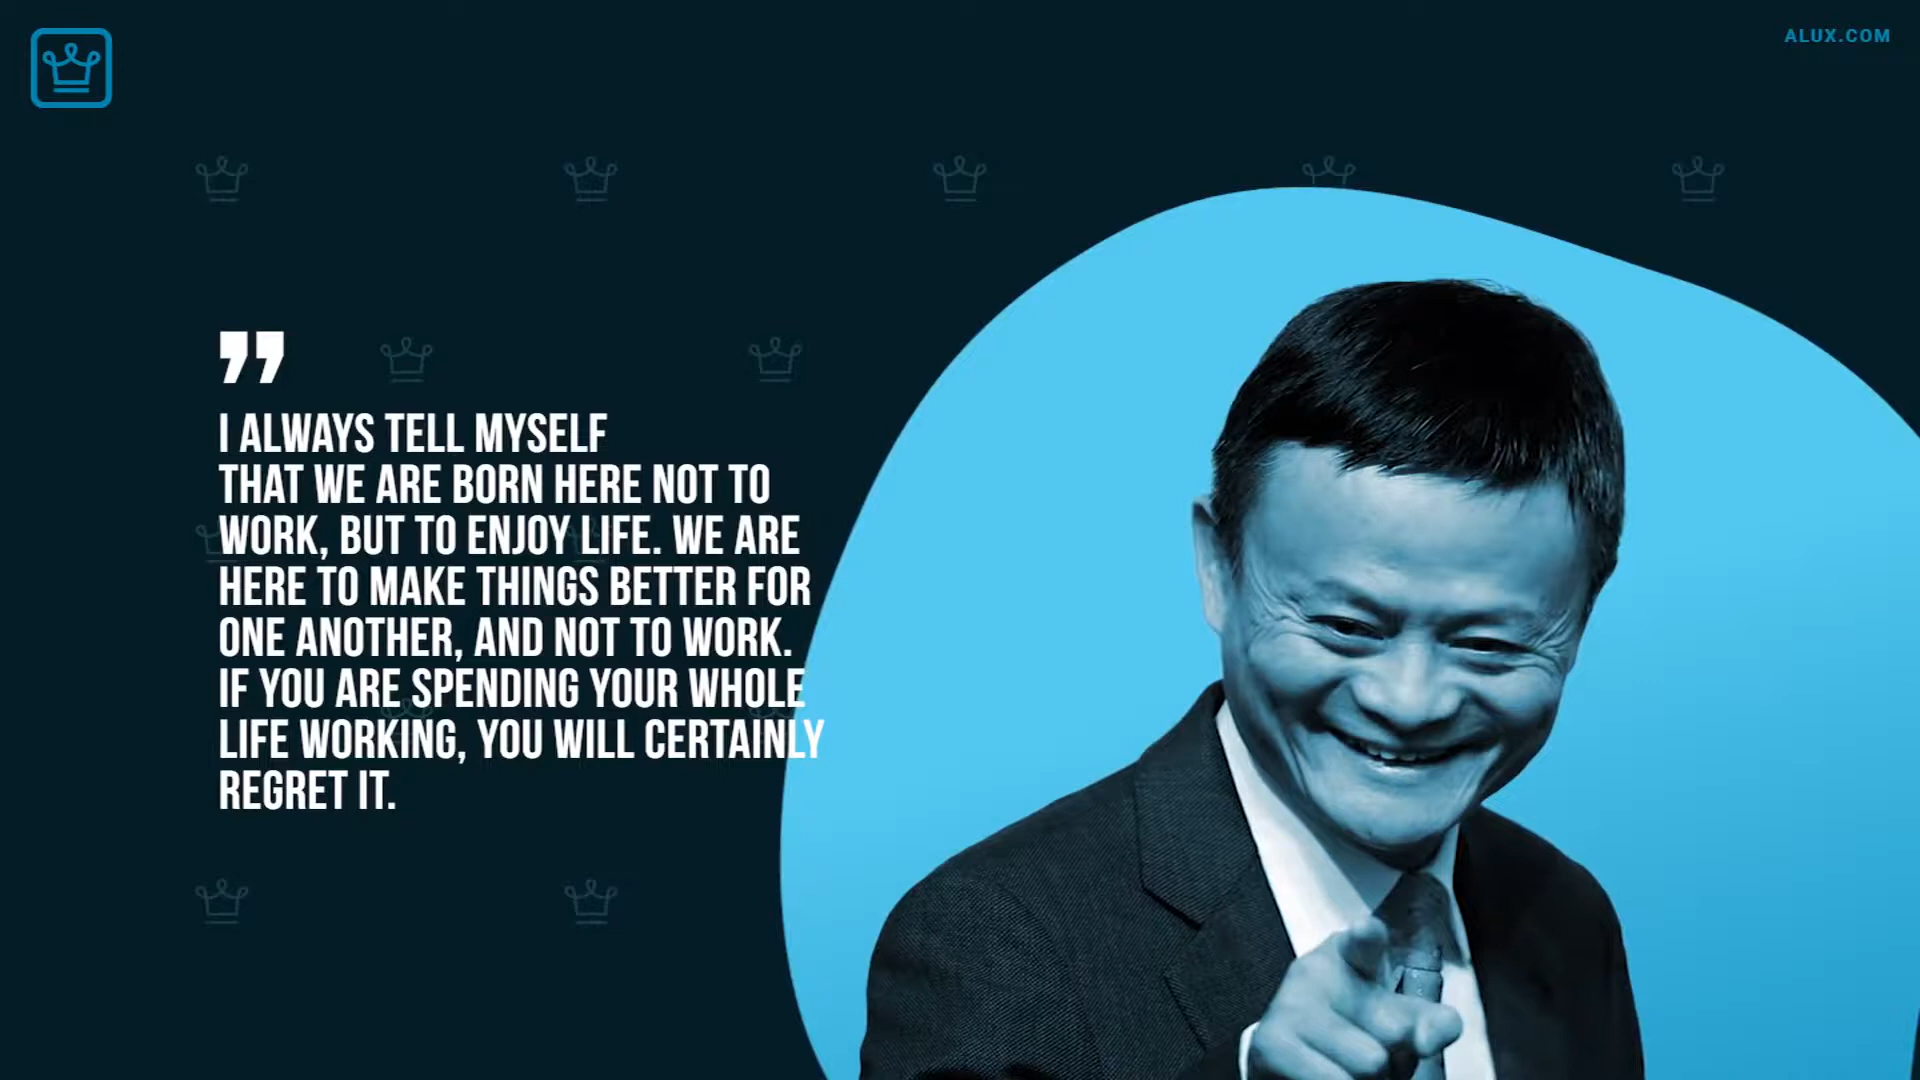 ALUX.COM
”
I ALWAYS TELL MYSELF
THAT WE ARE BORN HERE NOT TO
WORK, BUT TO ENJOY LIFE. WE ARE
HERE TO MAKE THINGS BETTER FOR
ONE ANOTHER, AND NOT TO WORK.
IF YOU ARE SPENDING YOUR WHOLE
LIFE WORKING, YOU WILL CERTAINLY
REGRET IT.